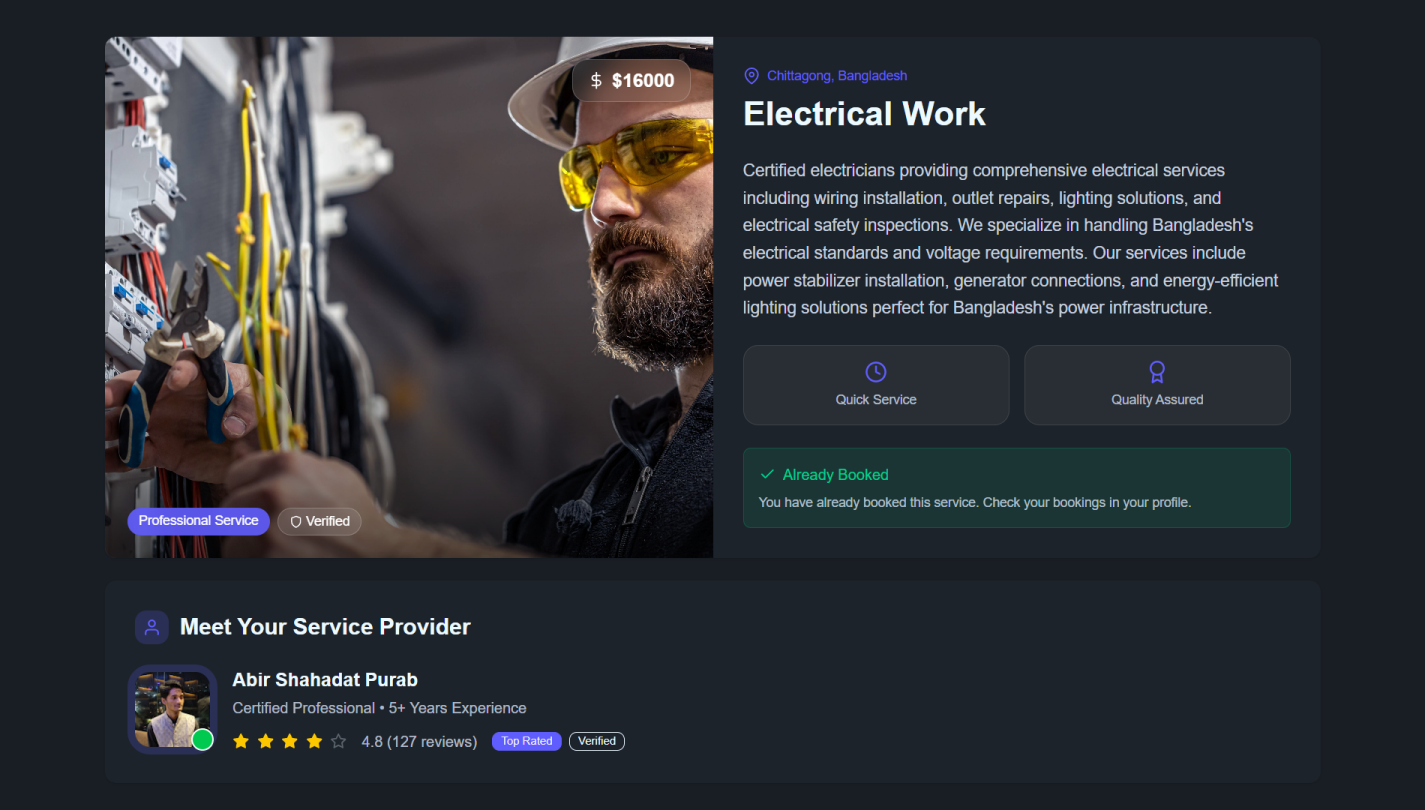 $ $16000
Professional Service
Verified
Chittagong, Bangladesh
Electrical Work
Certified electricians providing comprehensive electrical services
including wiring installation, outlet repairs, lighting solutions, and
electrical safety inspections. We specialize in handling Bangladesh's
electrical standards and voltage requirements. Our services include
power stabilizer installation, generator connections, and energy-efficient
lighting solutions perfect for Bangladesh's power infrastructure.
Quick Service
Quality Assured
Already Booked
You have already booked this service. Check your bookings in your profile.
Meet Your Service Provider
Abir Shahadat Purab
Certified Professional • 5+ Years Experience
4.8 (127 reviews) Top Rated Verified